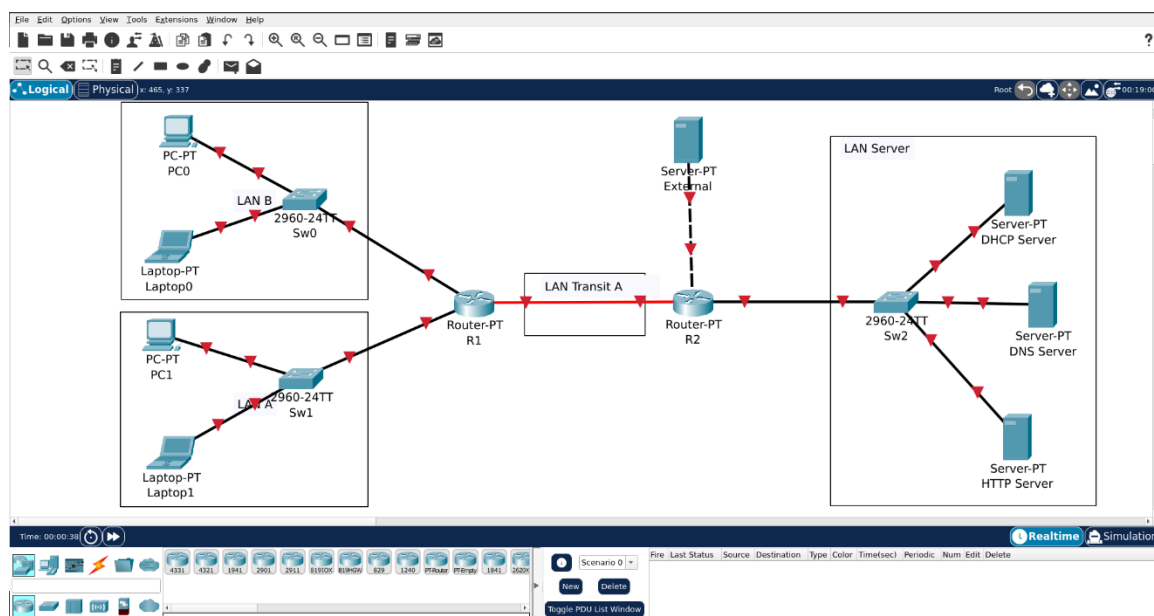 File Edit Options View Tools Extensions Window Help
?
Logical Physical x: 465, y: 337
Root 00:19:00
PC-PT
PC0
LAN B
2960-24TT
Sw0
Laptop-PT
Laptop0
PC-PT
PC1
LAN A
2960-24TT
Sw1
Laptop-PT
Laptop1
Router-PT
R1
LAN Transit A
Server-PT
External
Router-PT
R2
LAN Server
2960-24TT
Sw2
Server-PT
DHCP Server
Server-PT
DNS Server
Server-PT
HTTP Server
Time: 00:00:38
Realtime Simulation
4331 4321 1941 2901 2911 819IOX 819HGW 829 1240 PT-Router PT-Empty 1841 2620X
Scenario 0
New Delete
Toggle PDU List Window
Fire Last Status Source Destination Type Color Time(sec) Periodic Num Edit Delete